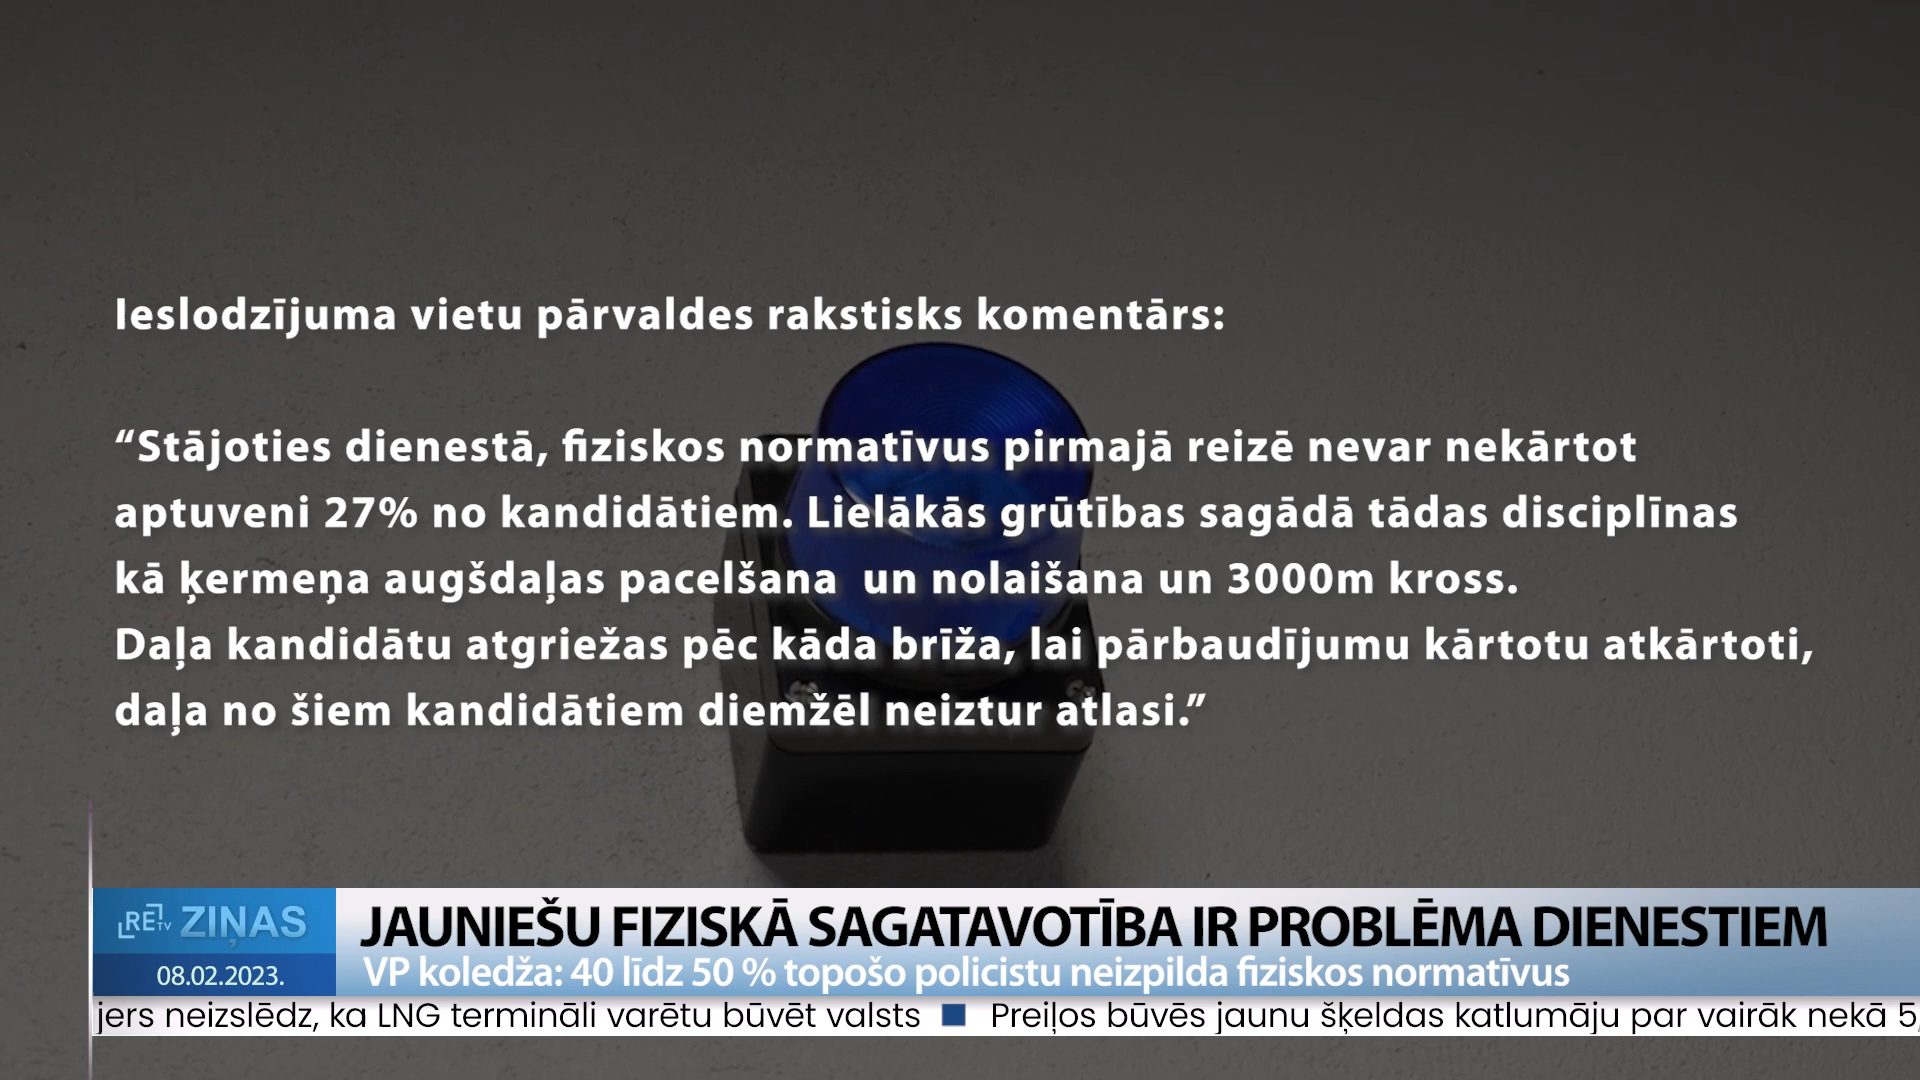 Ieslodzījuma vietu pārvaldes rakstisks komentārs:
“Stājoties dienestā, fiziskos normatīvus pirmajā reizē nevar nekārtot
aptuveni 27% no kandidātiem. Lielākās grūtības sagādā tādas disciplīnas
kā ķermeņa augšdaļas pacelšana  un nolaišana un 3000m kross.
Daļa kandidātu atgriežas pēc kāda brīža, lai pārbaudījumu kārtotu atkārtoti,
daļa no šiem kandidātiem diemžēl neiztur atlasi.”
RE TV ZIŅAS
JAUNIEŠU FIZISKĀ SAGATAVOTĪBA IR PROBLĒMA DIENESTIEM
08.02.2023.
VP koledža: 40 līdz 50 % topošo policistu neizpilda fiziskos normatīvus
jers neizslēdz, ka LNG termināli varētu būvēt valsts ■ Preiļos būvēs jaunu šķeldas katlumāju par vairāk nekā 5,